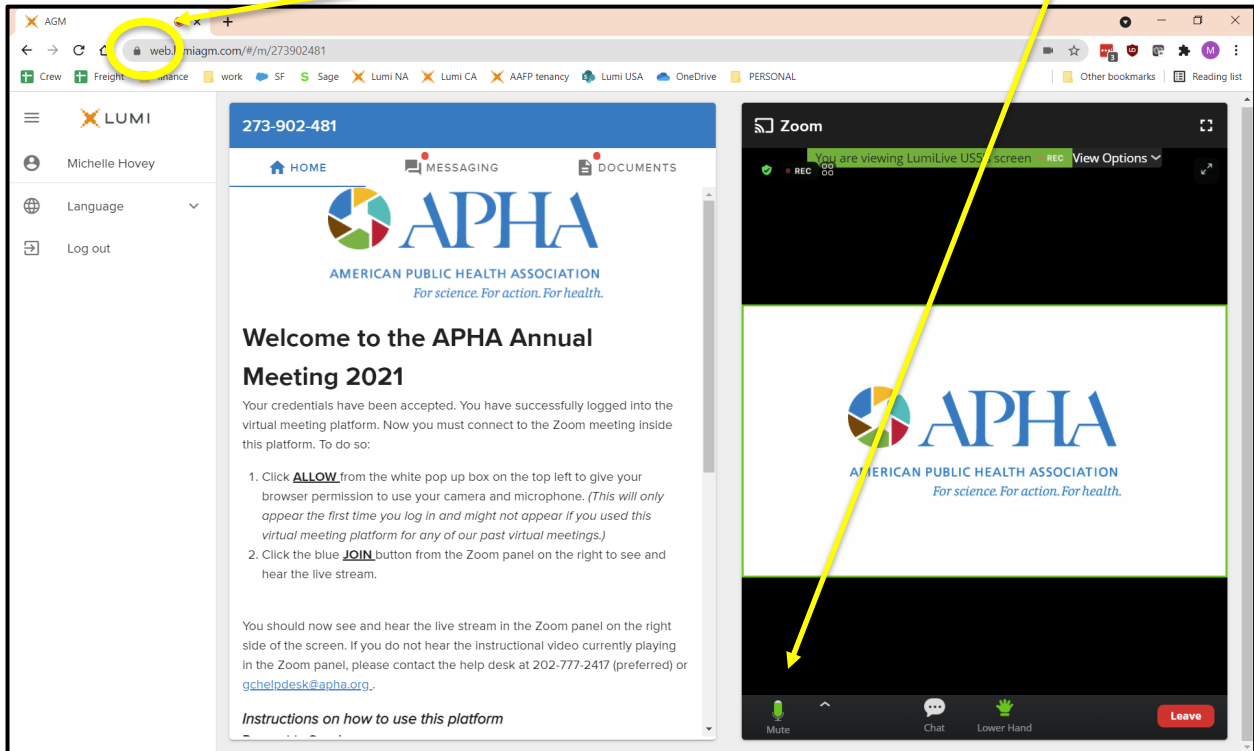 AGM
web.lumiagm.com/#/m/273902481
Crew Freight Finance work SF S Sage Lumi NA Lumi CA AAFP tenancy Lumi USA OneDrive PERSONAL Other bookmarks Reading list
3
M
LUMI
Michelle Hovey
Language
Log out
273-902-481
HOME MESSAGING DOCUMENTS
APHA
AMERICAN PUBLIC HEALTH ASSOCIATION
For science. For action. For health.
Welcome to the APHA Annual
Meeting 2021
Your credentials have been accepted. You have successfully logged into the
virtual meeting platform. Now you must connect to the Zoom meeting inside
this platform. To do so:
1. Click ALLOW from the white pop up box on the top left to give your
browser permission to use your camera and microphone. (This will only
appear the first time you log in and might not appear if you used this
virtual meeting platform for any of our past virtual meetings.)
2. Click the blue JOIN button from the Zoom panel on the right to see and
hear the live stream.
You should now see and hear the live stream in the Zoom panel on the right
side of the screen. If you do not hear the instructional video currently playing
in the Zoom panel, please contact the help desk at 202-777-2417 (preferred) or
gchelpdesk@apha.org .
Instructions on how to use this platform
Zoom
You are viewing LumiLive screen REC View Options
REC
APHA
AMERICAN PUBLIC HEALTH ASSOCIATION
For science. For action. For health.
Mute Chat Lower Hand Leave